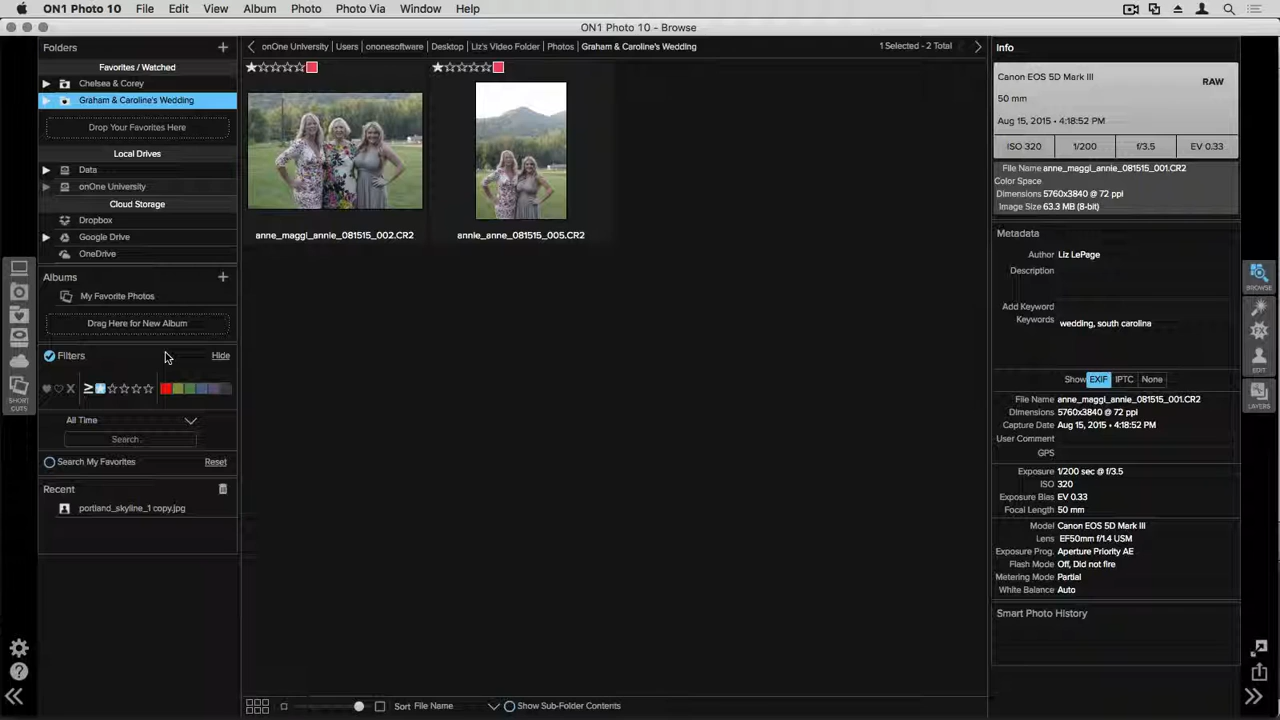 ON1 Photo 10 File Edit View Album Photo Photo Via Window Help
ON1 Photo 10 - Browse
Folders
Favorites / Watched
Chelsea & Corey
Graham & Caroline's Wedding
Drop Your Favorites Here
Local Drives
Data
onOne University
Cloud Storage
Dropbox
Google Drive
OneDrive
Albums
My Favorite Photos
Drag Here for New Album
Filters Hide
All Time
Search
Search My Favorites Reset
Recent
portland_skyline_1 copy.jpg
SHORT
CUTS
onOne University Users ononesoftware Desktop Liz's Video Folder Photos Graham & Caroline's Wedding 1 Selected - 2 Total
anne_maggi_annie_081515_002.CR2
annie_anne_081515_005.CR2
Sort File Name Show Sub-Folder Contents
Info
Canon EOS 5D Mark III
RAW
50 mm
Aug 15, 2015 • 4:18:52 PM
ISO 320 1/200 f/3.5 EV 0.33
File Name anne_maggi_annie_081515_001.CR2
Color Space
Dimensions 5760x3840 @ 72 ppi
Image Size 63.3 MB (8-bit)
Metadata
Author Liz LePage
Description
Add Keyword
Keywords wedding, south carolina
Show EXIF IPTC None
File Name anne_maggi_annie_081515_001.CR2
Dimensions 5760x3840 @ 72 ppi
Capture Date Aug 15, 2015 • 4:18:52 PM
User Comment
GPS
Exposure 1/200 sec @ f/3.5
ISO 320
Exposure Bias EV 0.33
Focal Length 50 mm
Model Canon EOS 5D Mark III
Lens EF50mm f/1.4 USM
Exposure Prog. Aperture Priority AE
Flash Mode Off, Did not fire
Metering Mode Partial
White Balance Auto
Smart Photo History
BROWSE
FX
EDIT
LAYERS